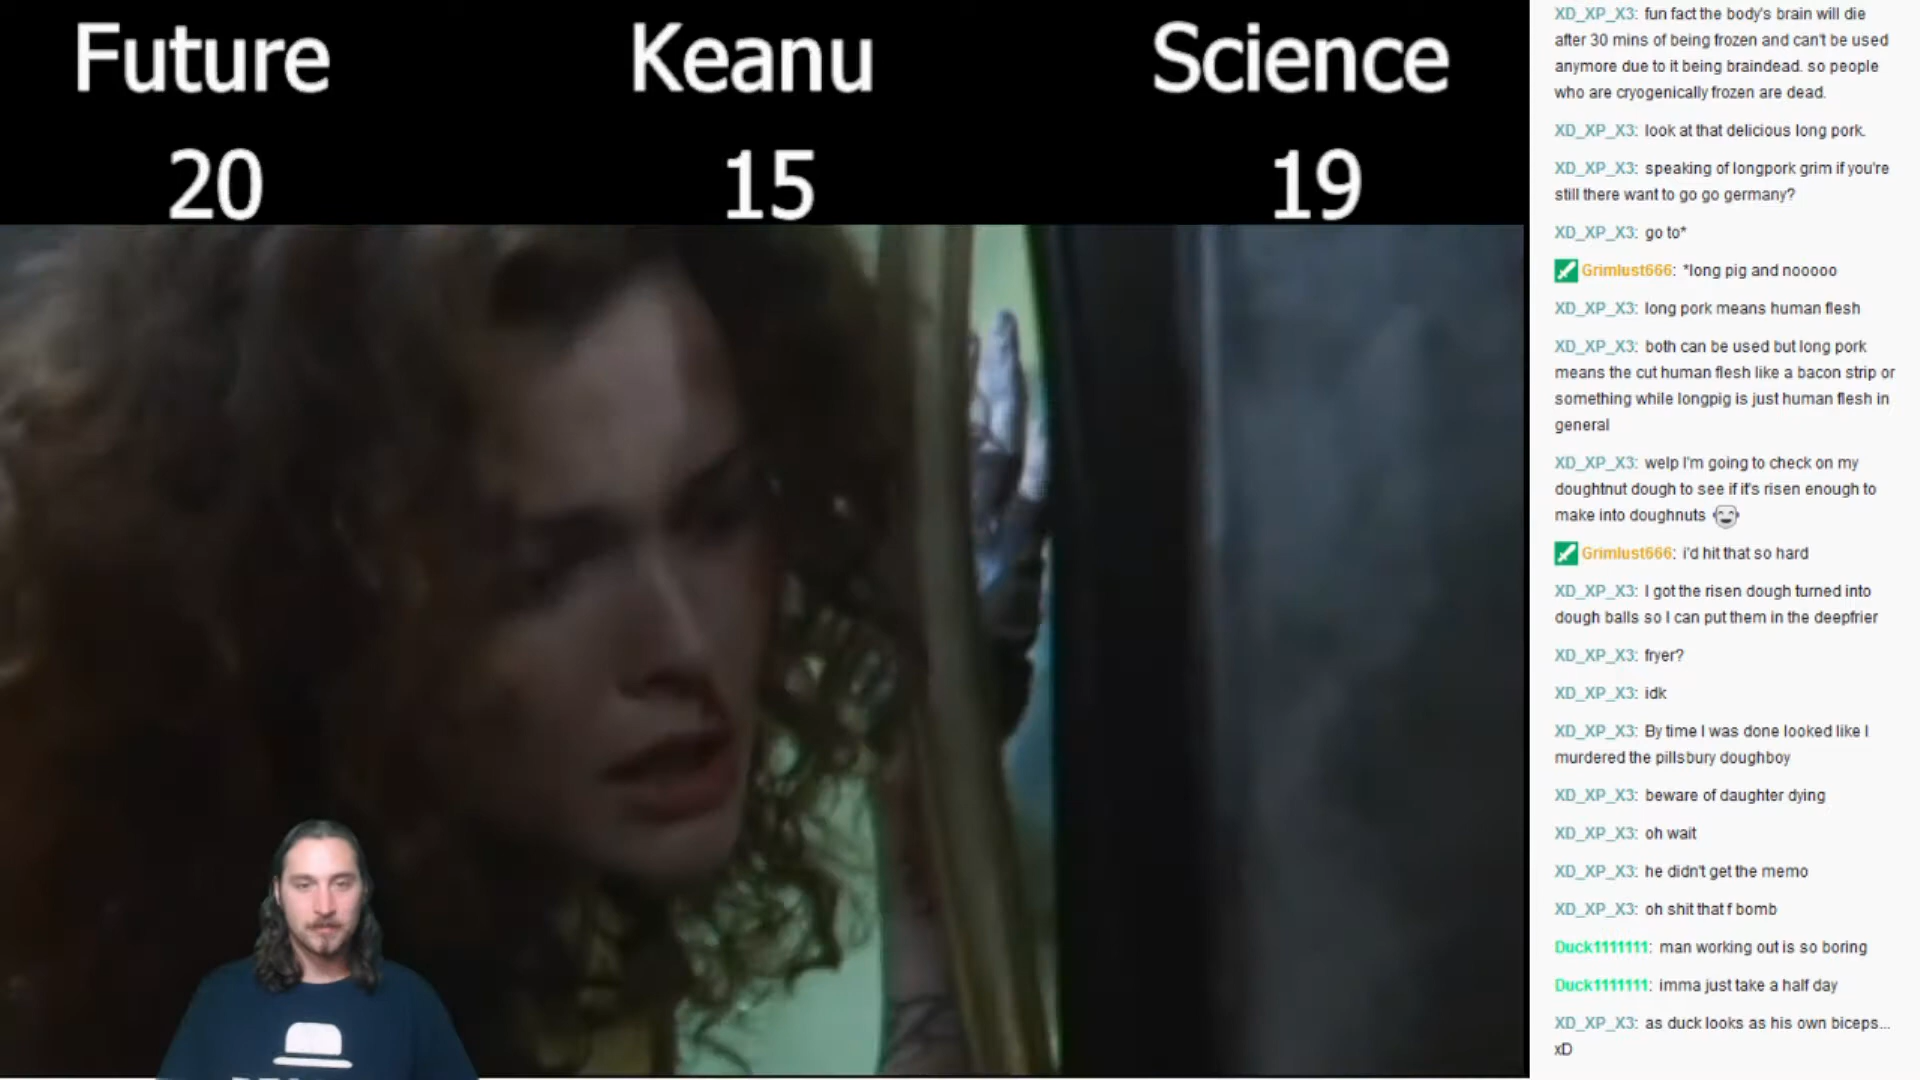 Future Keanu Science
20 15 19
XD_XP_X3: fun fact the body's brain will die
after 30 mins of being frozen and can't be used
anymore due to it being braindead. so people
who are cryogenically frozen are dead.
XD_XP_X3: look at that delicious long pork.
XD_XP_X3: speaking of longpork grim if you're
still there want to go go germany?
XD_XP_X3: go to*
Grimlust666: *long pig and nooooo
XD_XP_X3: long pork means human flesh
XD_XP_X3: both can be used but long pork
means the cut human flesh like a bacon strip or
something while longpig is just human flesh in
general
XD_XP_X3: welp I'm going to check on my
doughtnut dough to see if it's risen enough to
make into doughnuts
Grimlust666: i'd hit that so hard
XD_XP_X3: I got the risen dough turned into
dough balls so I can put them in the deepfrier
XD_XP_X3: fryer?
XD_XP_X3: idk
XD_XP_X3: By time I was done looked like I
murdered the pillsbury doughboy
XD_XP_X3: beware of daughter dying
XD_XP_X3: oh wait
XD_XP_X3: he didn't get the memo
XD_XP_X3: oh shit that f bomb
Duck1111111: man working out is so boring
Duck1111111: imma just take a half day
XD_XP_X3: as duck looks as his own biceps...
xD